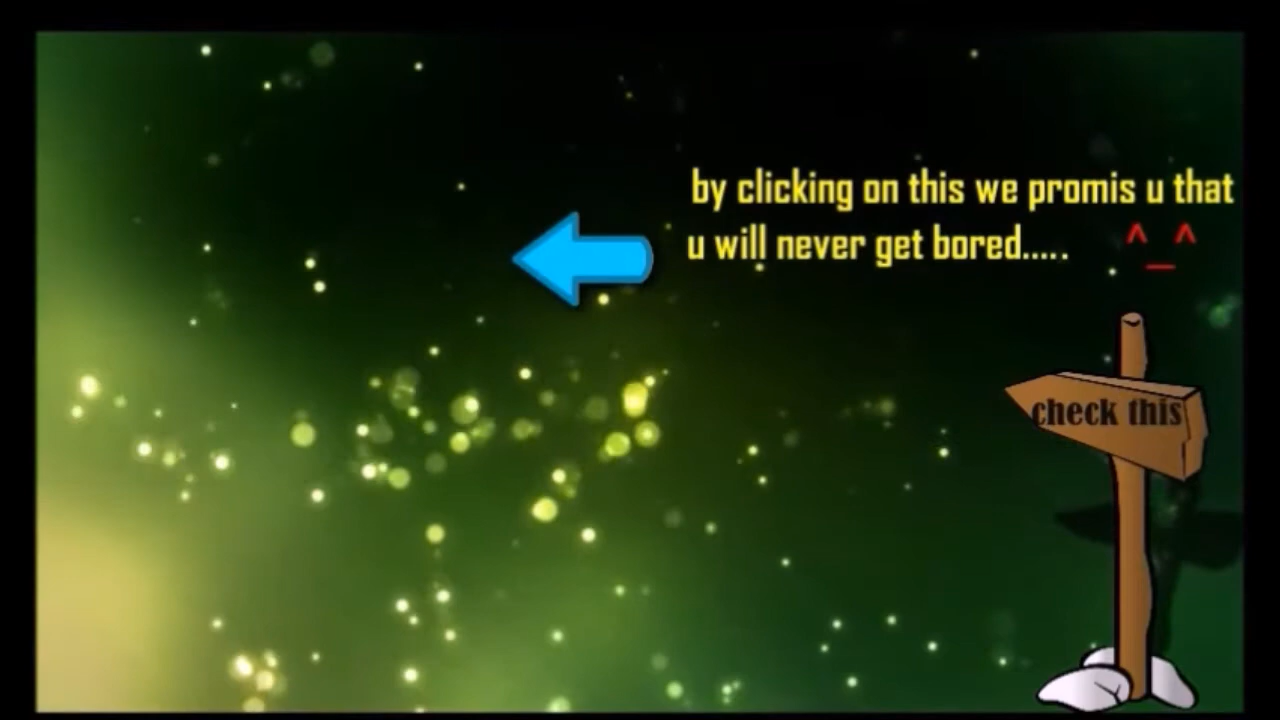 by clicking on this we promis u that
u will never get bored..... ^_^
check this